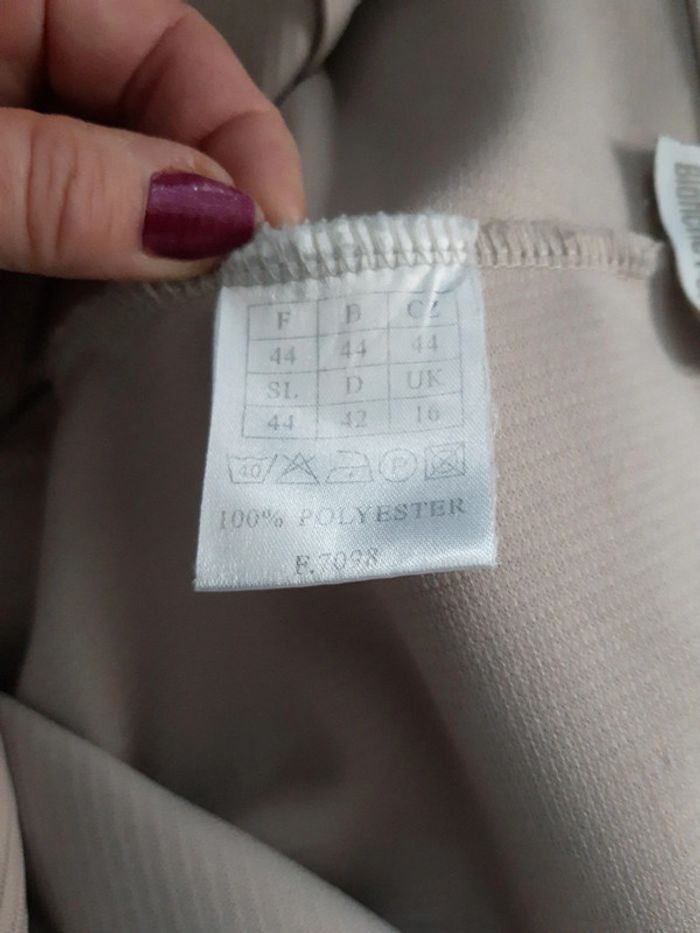 F B CZ
44 44 44
SL D UK
44 42 16
40 P
100% POLYESTER
F.7098